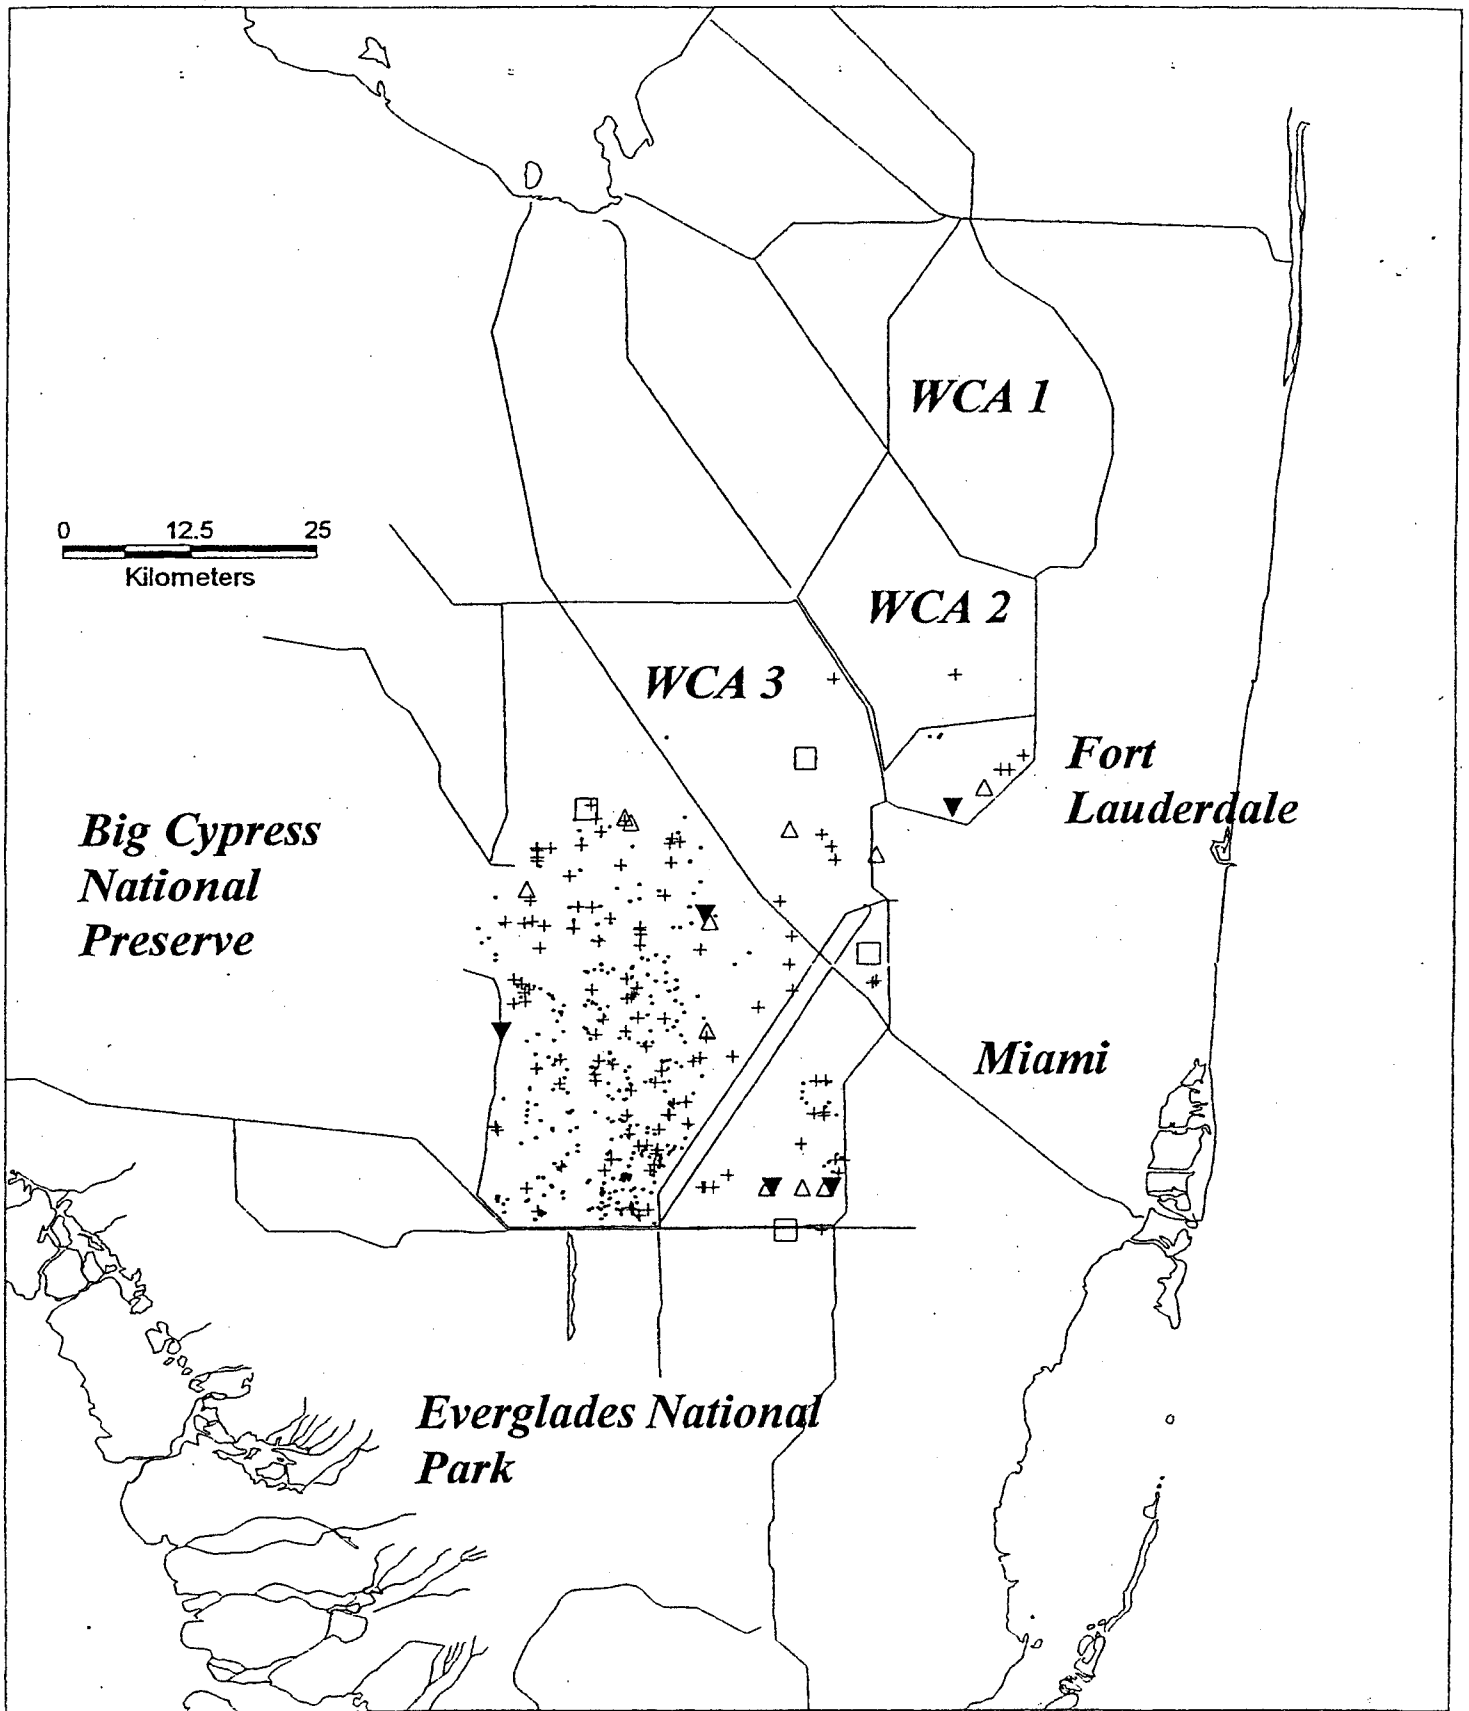 WCA 1
0 12.5 25
Kilometers
WCA 2
WCA 3
Fort
Lauderdale
Big Cypress
National
Preserve
Miami
Everglades National
Park